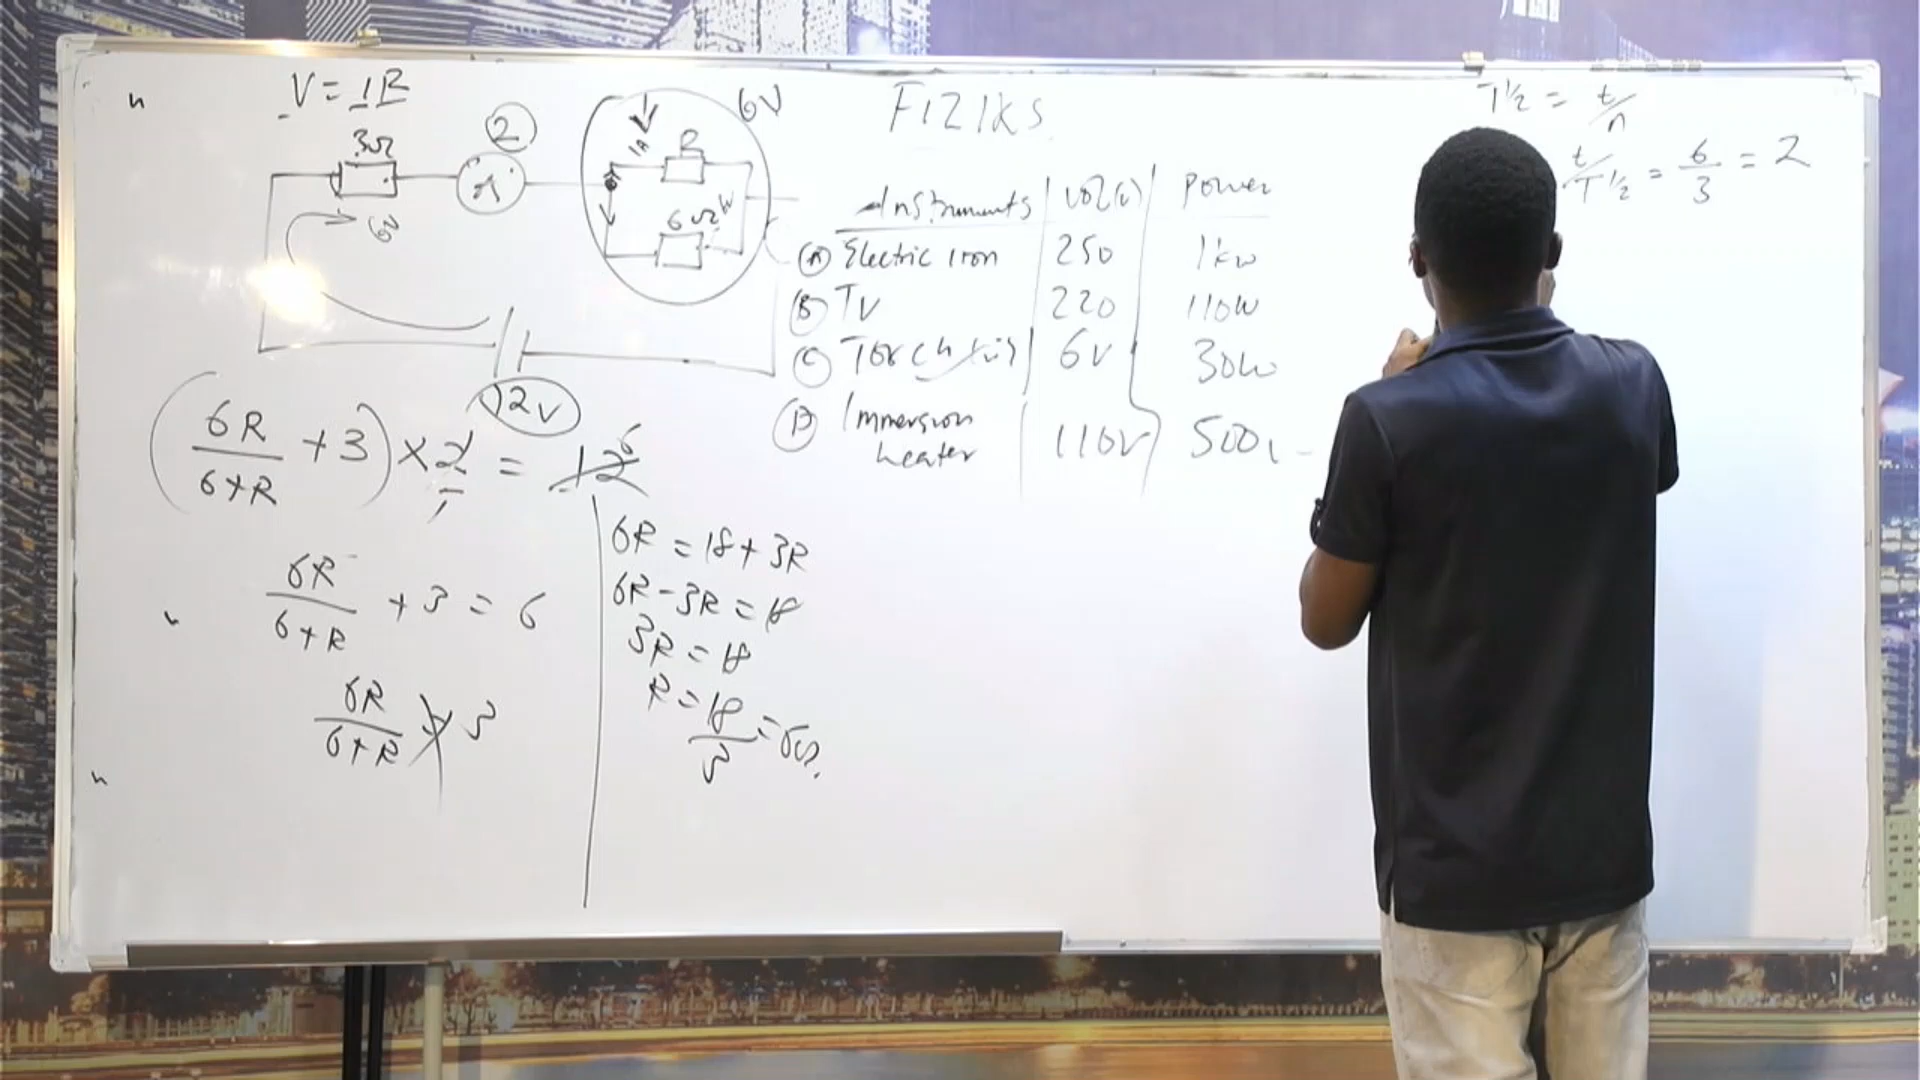 V = IR
3Ω
2
A
6V
6V
1A
R
6Ω
12V
(6R/6+R + 3) × 2 = 12 6
6R/6+R + 3 = 6
6R/6+R 3
6R = 18 + 3R
6R - 3R = 18
3R = 18
R = 18/3 = 6Ω.
FIZIKS
Instruments Vol(v) Power
(A) Electric Iron 250 1kw
(B) TV 220 110w
(C) Torch 6V 30w
(D) Immersion heater 110V 500
T½ = t/n
t/T½ = 6/3 = 2